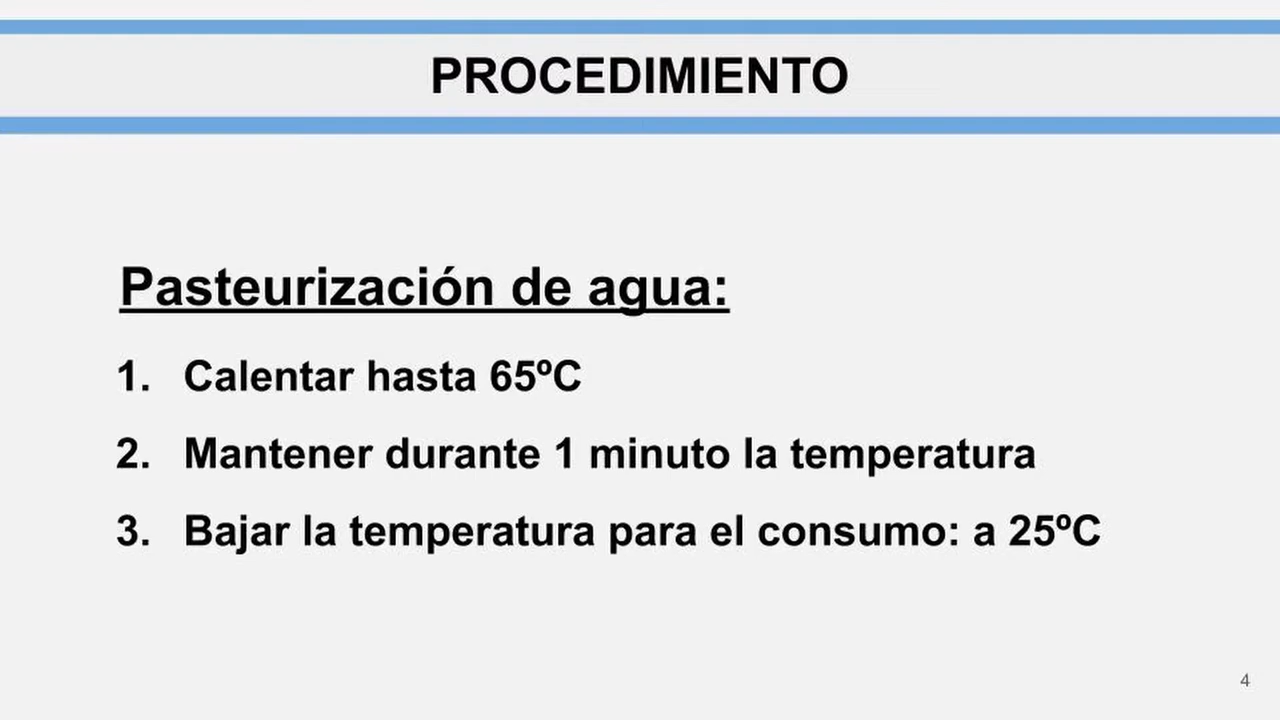 PROCEDIMIENTO
Pasteurización de agua:
1. Calentar hasta 65ºC
2. Mantener durante 1 minuto la temperatura
3. Bajar la temperatura para el consumo: a 25ºC
4